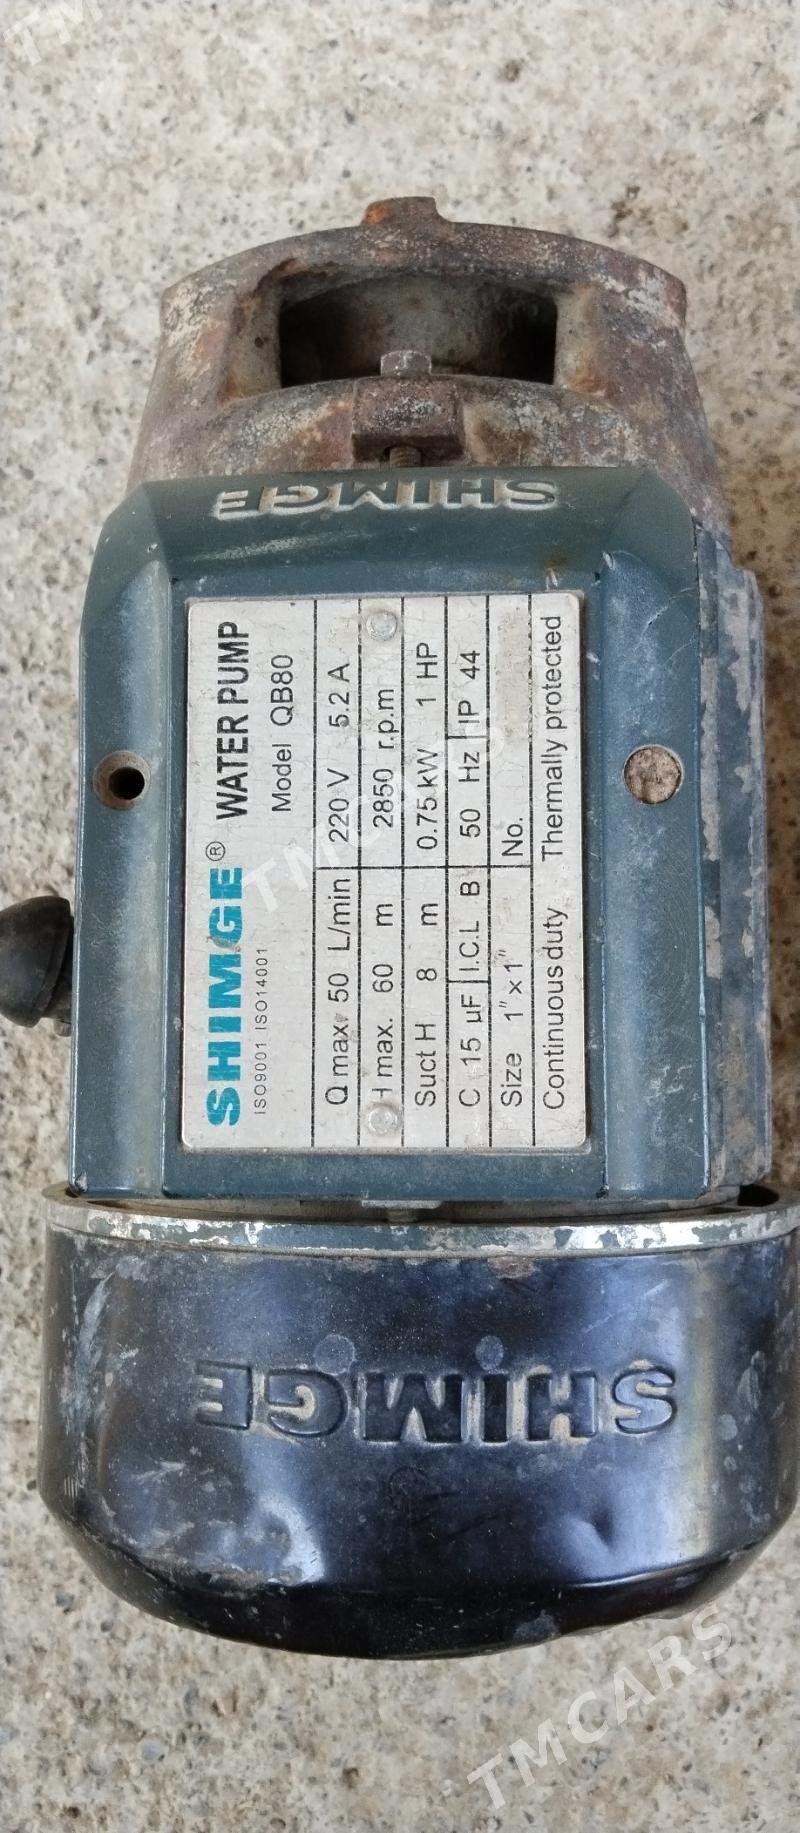 TMCARS
SHIMGE
SHIMGE® WATER PUMP
ISO9001 ISO14001
Model QB80
Q max. 50 L/min 220 V 5.2 A
H max. 60 m 2850 r.p.m
Suct H 8 m 0.75 kW 1 HP
C 15 µF I.C.L B 50 Hz IP 44
Size 1" x 1" No.
Continuous duty Thermally protected
TMCARS
SHIMGE
TMCARS